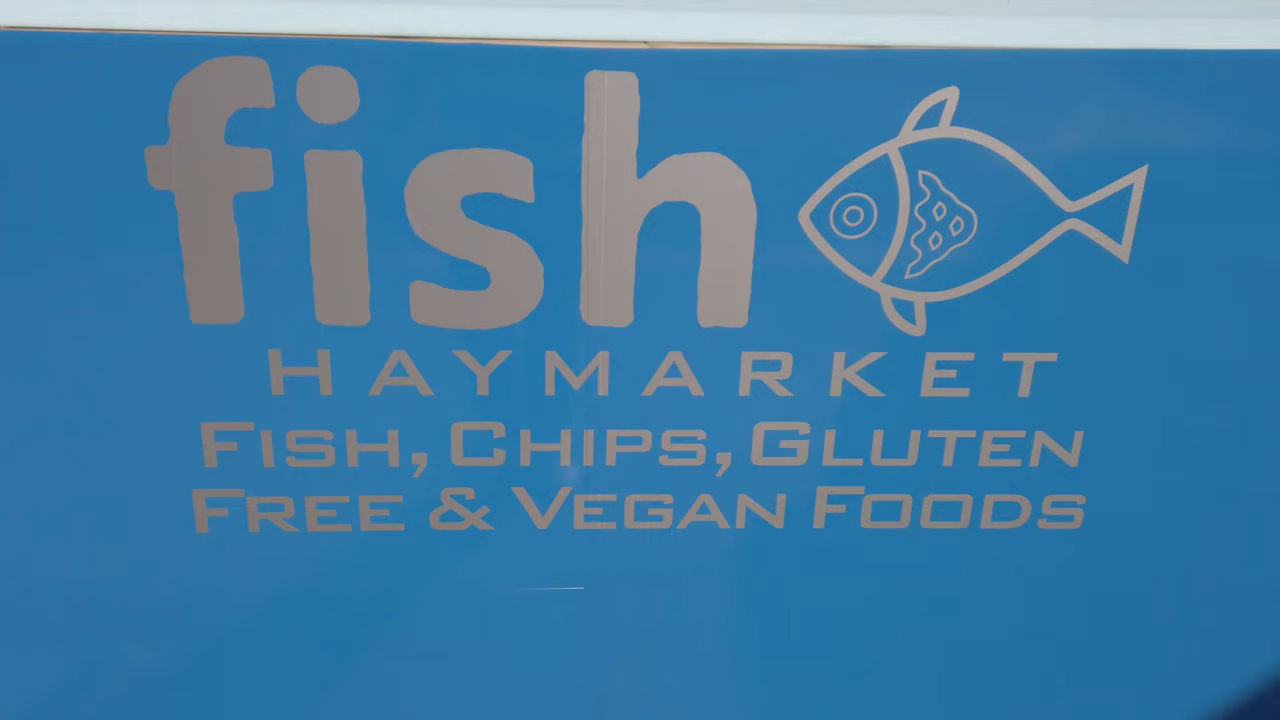 fish
HAYMARKET
FISH, CHIPS, GLUTEN
FREE & VEGAN FOODS